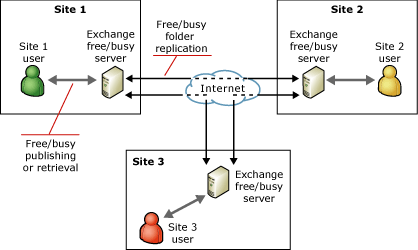 Site 1
Site 1
user
Exchange
free/busy
server
Free/busy
publishing
or retrieval
Free/busy
folder
replication
Internet
Site 2
Exchange
free/busy
server
Site 2
user
Site 3
Exchange
free/busy
server
Site 3
user